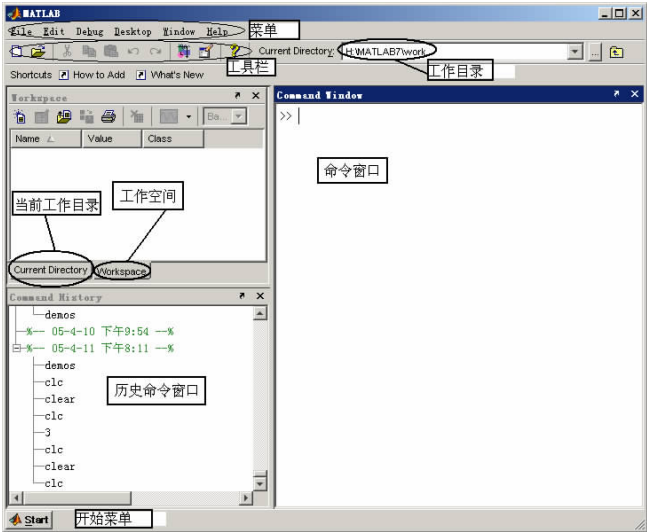 MATLAB
File Edit Debug Desktop Window Help 菜单
Current Directory: H:\MATLAB7\work
工具栏 工作目录
Shortcuts How to Add What's New
Workspace
Ba...
Name Value Class
当前工作目录 工作空间
Current Directory Workspace
Command History
demos
%-- 05-4-10 下午9:54 --%
%-- 05-4-11 下午8:11 --%
demos
clc
clear
clc
3
clc
clear
clc
历史命令窗口
Command Window
>>
命令窗口
Start 开始菜单